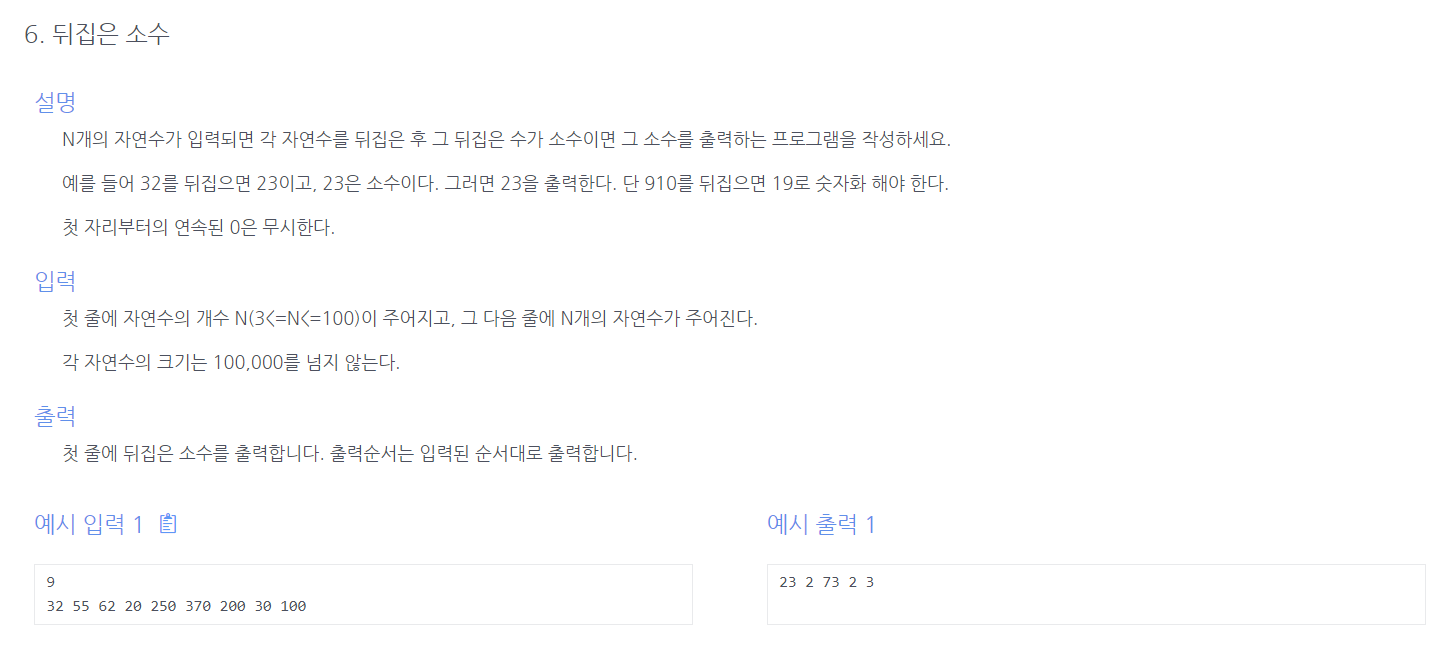 6. 뒤집은 소수
설명
N개의 자연수가 입력되면 각 자연수를 뒤집은 후 그 뒤집은 수가 소수이면 그 소수를 출력하는 프로그램을 작성하세요.
예를 들어 32를 뒤집으면 23이고, 23은 소수이다. 그러면 23을 출력한다. 단 910를 뒤집으면 19로 숫자화 해야 한다.
첫 자리부터의 연속된 0은 무시한다.
입력
첫 줄에 자연수의 개수 N(3<=N<=100)이 주어지고, 그 다음 줄에 N개의 자연수가 주어진다.
각 자연수의 크기는 100,000를 넘지 않는다.
출력
첫 줄에 뒤집은 소수를 출력합니다. 출력순서는 입력된 순서대로 출력합니다.
예시 입력 1
9
32 55 62 20 250 370 200 30 100
예시 출력 1
23 2 73 2 3